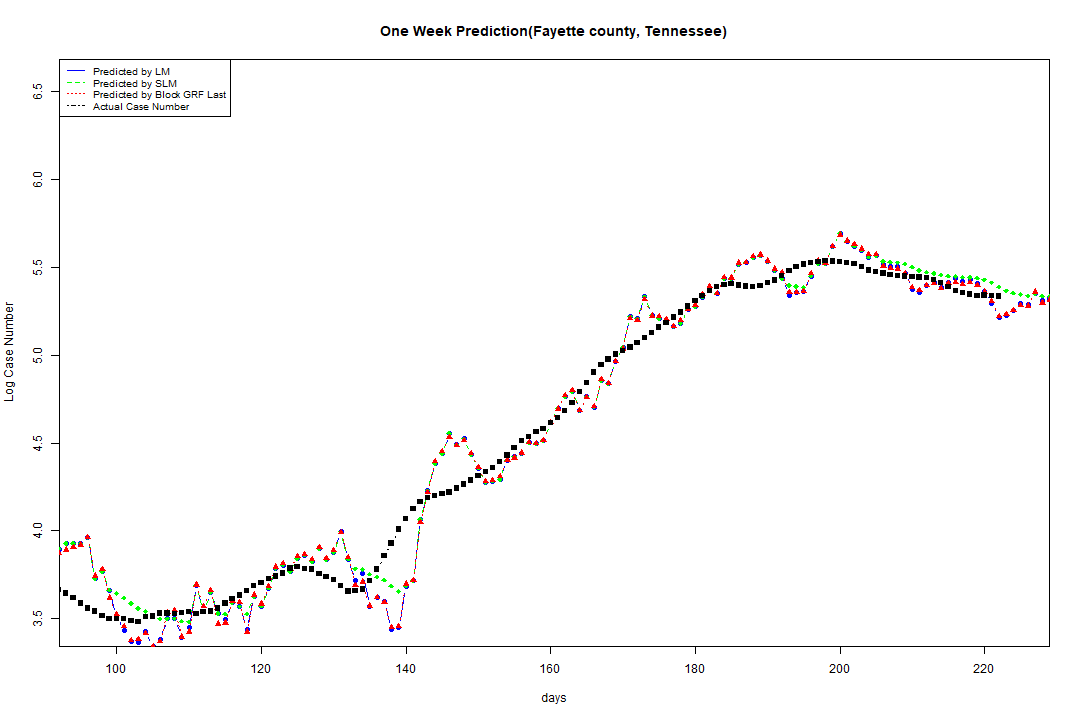 One Week Prediction(Fayette county, Tennessee)
Predicted by LM
Predicted by SLM
Predicted by Block GRF Last
Actual Case Number
6.5
6.0
5.5
5.0
4.5
4.0
3.5
Log Case Number
100 120 140 160 180 200 220
days